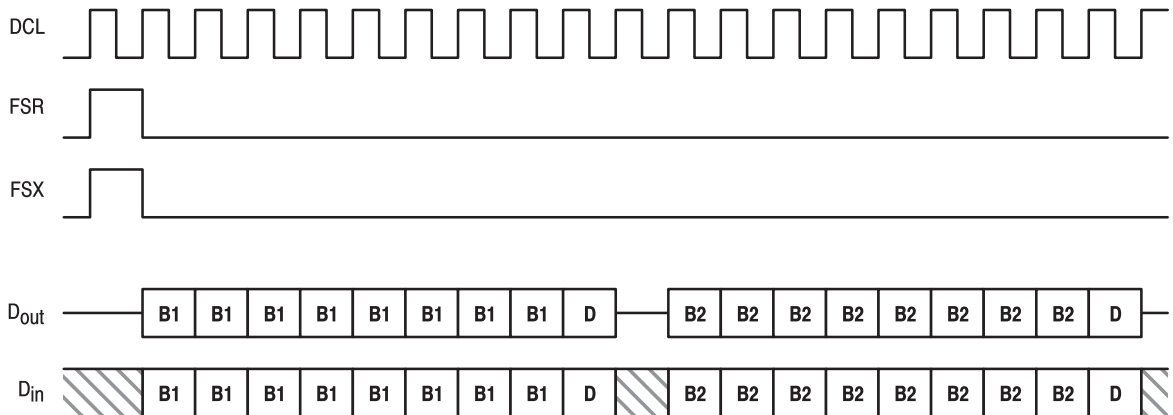 DCL
FSR
FSX
Dout B1 B1 B1 B1 B1 B1 B1 B1 D B2 B2 B2 B2 B2 B2 B2 B2 D
Din B1 B1 B1 B1 B1 B1 B1 B1 D B2 B2 B2 B2 B2 B2 B2 B2 D